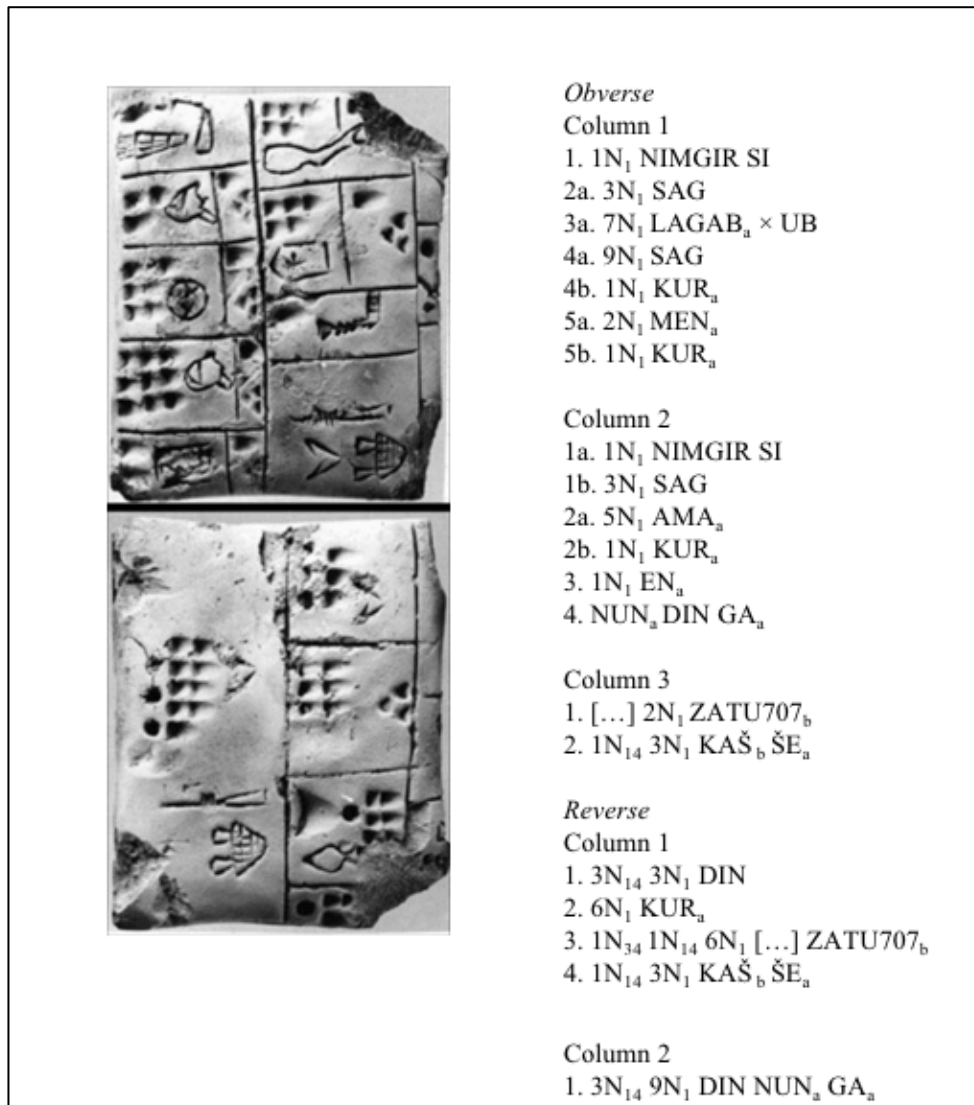 Obverse
Column 1
1. 1N₁ NIMGIR SI
2a. 3N₁ SAG
3a. 7N₁ LAGABₐ × UB
4a. 9N₁ SAG
4b. 1N₁ KURₐ
5a. 2N₁ MENₐ
5b. 1N₁ KURₐ
Column 2
1a. 1N₁ NIMGIR SI
1b. 3N₁ SAG
2a. 5N₁ AMAₐ
2b. 1N₁ KURₐ
3. 1N₁ ENₐ
4. NUNₐ DIN GAₐ
Column 3
1. […] 2N₁ ZATU707b
2. 1N₁₄ 3N₁ KAŠb ŠEₐ
Reverse
Column 1
1. 3N₁₄ 3N₁ DIN
2. 6N₁ KURₐ
3. 1N₃₄ 1N₁₄ 6N₁ […] ZATU707b
4. 1N₁₄ 3N₁ KAŠb ŠEₐ
Column 2
1. 3N₁₄ 9N₁ DIN NUNₐ GAₐ